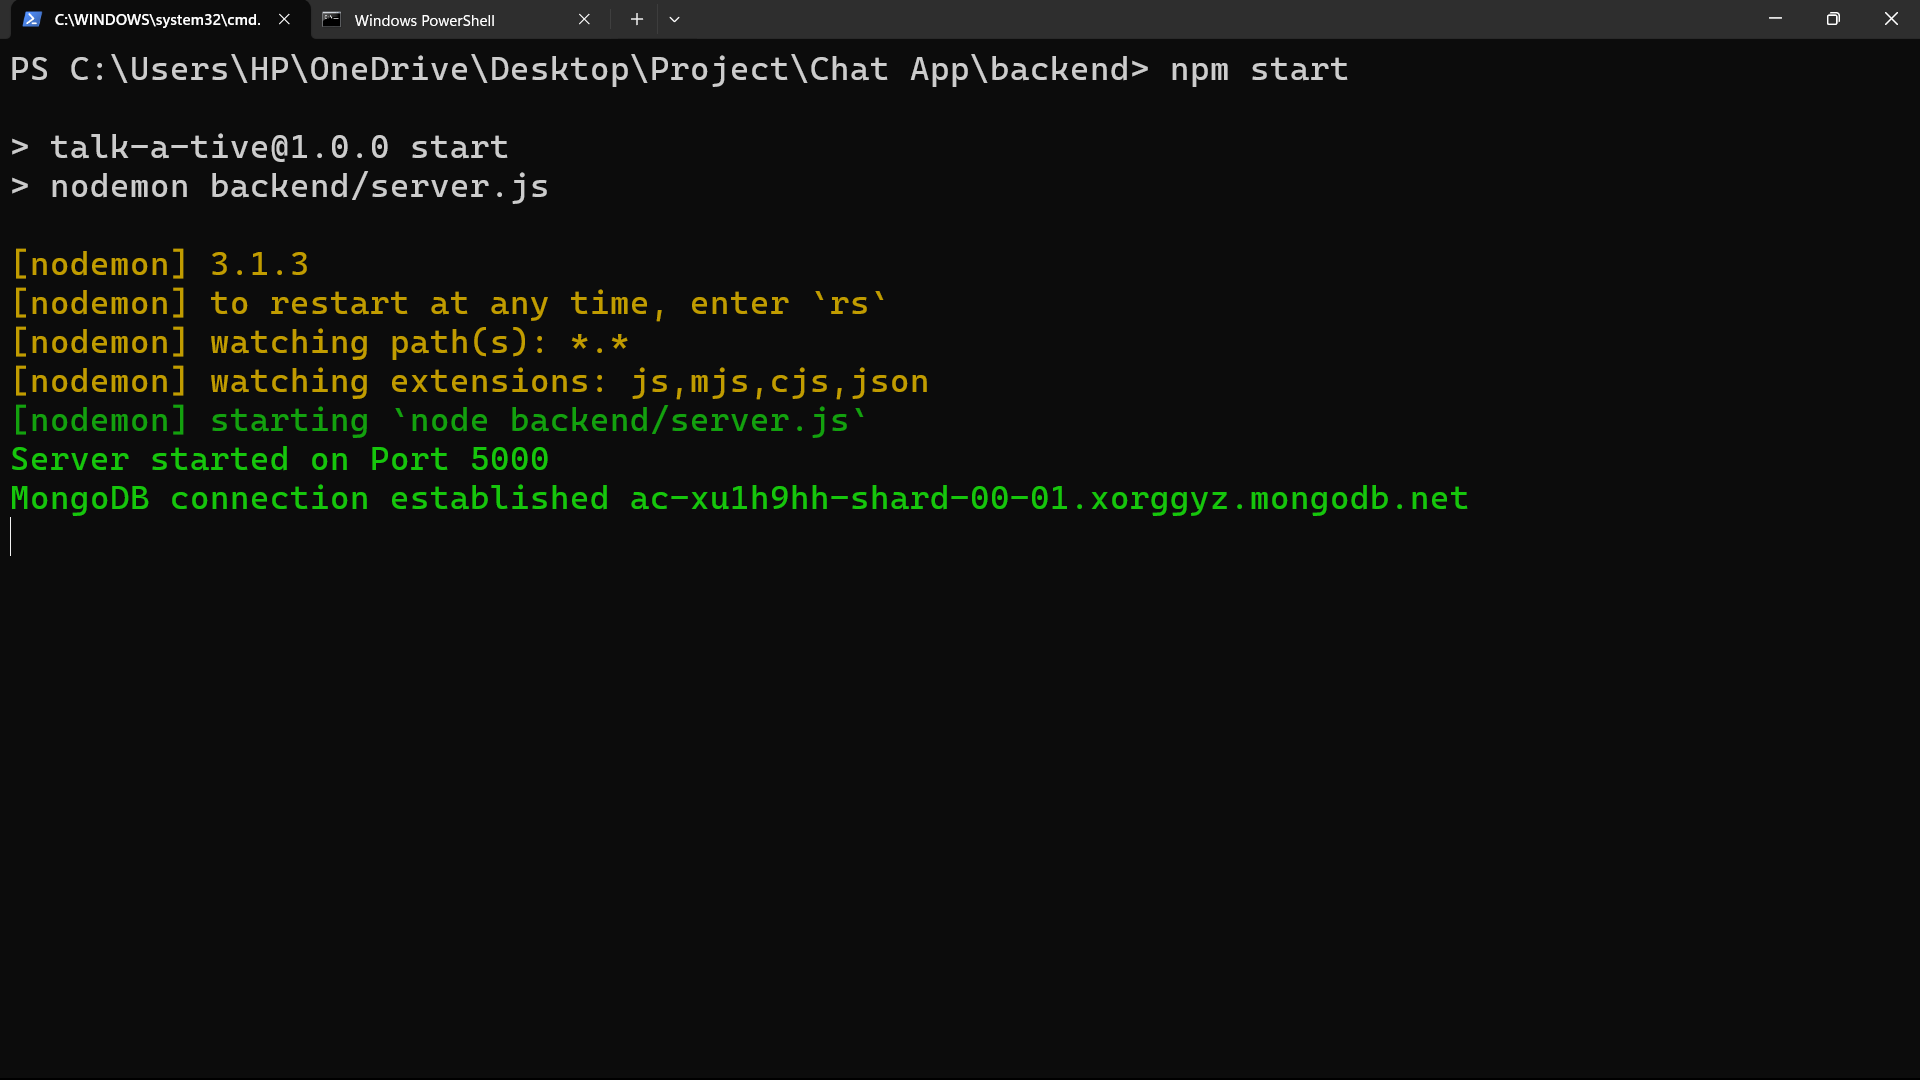 C:\WINDOWS\system32\cmd.
Windows PowerShell
PS C:\Users\HP\OneDrive\Desktop\Project\Chat App\backend> npm start
> talk-a-tive@1.0.0 start
> nodemon backend/server.js
[nodemon] 3.1.3
[nodemon] to restart at any time, enter `rs`
[nodemon] watching path(s): *.*
[nodemon] watching extensions: js,mjs,cjs,json
[nodemon] starting `node backend/server.js`
Server started on Port 5000
MongoDB connection established ac-xu1h9hh-shard-00-01.xorggyz.mongodb.net